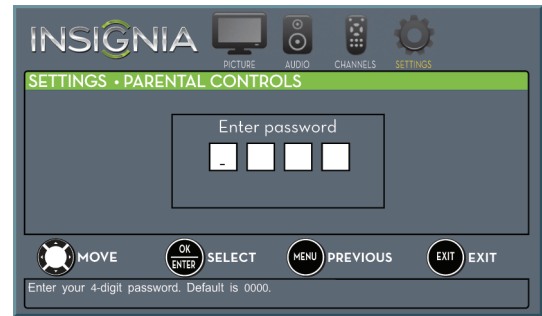 INSIGNIA
PICTURE AUDIO CHANNELS SETTINGS
SETTINGS • PARENTAL CONTROLS
Enter password
_
MOVE OK ENTER SELECT MENU PREVIOUS EXIT EXIT
Enter your 4-digit password. Default is 0000.